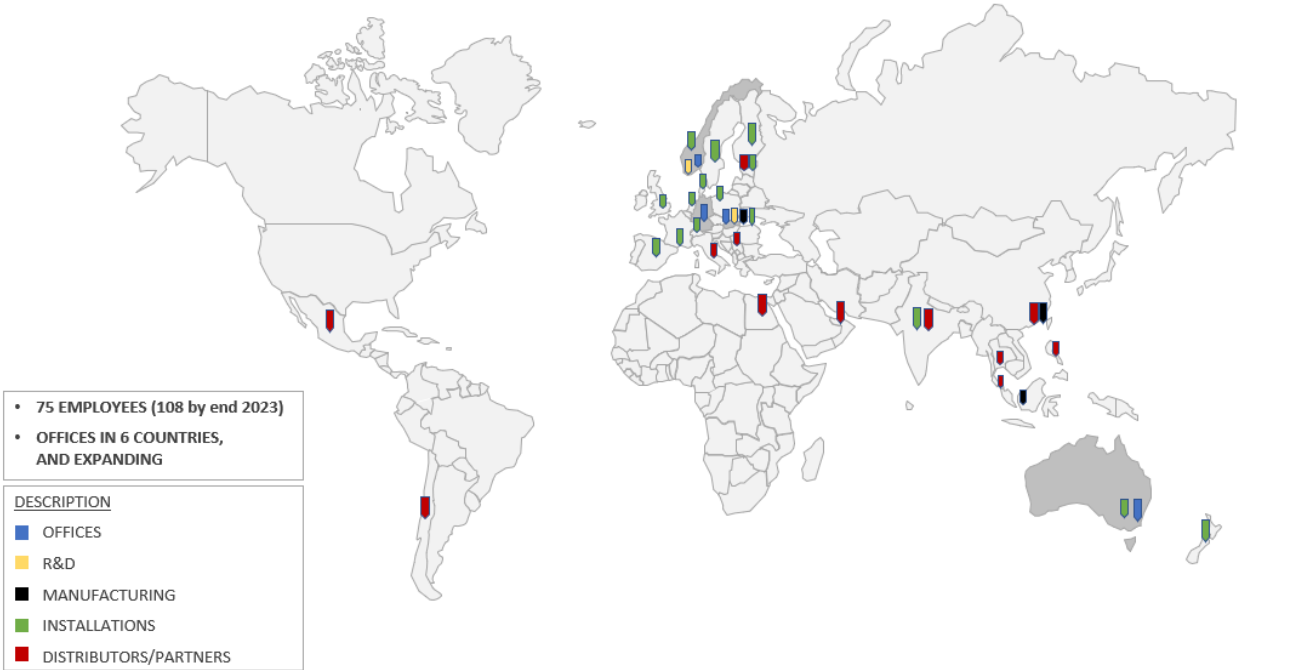 • 75 EMPLOYEES (108 by end 2023)
• OFFICES IN 6 COUNTRIES,
AND EXPANDING
DESCRIPTION
OFFICES
R&D
MANUFACTURING
INSTALLATIONS
DISTRIBUTORS/PARTNERS